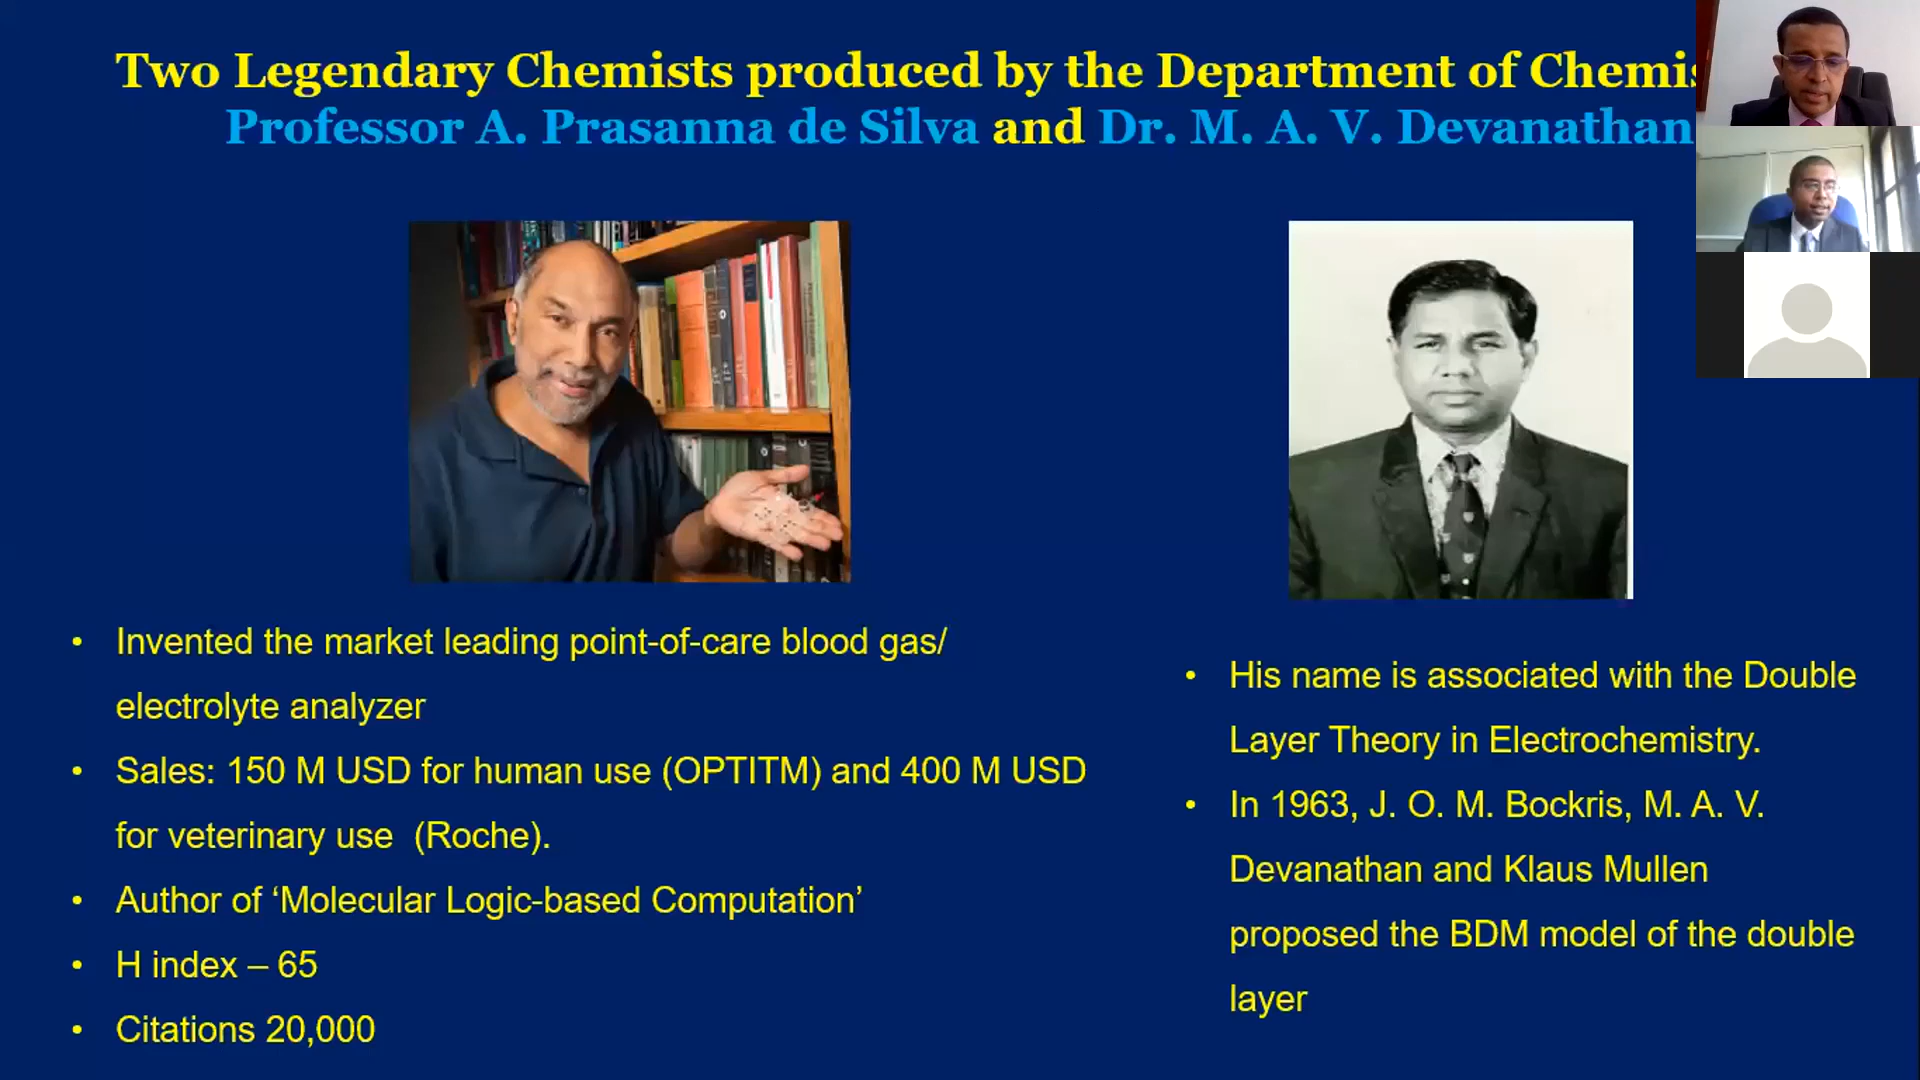 Two Legendary Chemists produced by the Department of Chemis
Professor A. Prasanna de Silva and Dr. M. A. V. Devanathan
• Invented the market leading point-of-care blood gas/
electrolyte analyzer
• Sales: 150 M USD for human use (OPTITM) and 400 M USD
for veterinary use (Roche).
• Author of ‘Molecular Logic-based Computation’
• H index – 65
• Citations 20,000
• His name is associated with the Double
Layer Theory in Electrochemistry.
• In 1963, J. O. M. Bockris, M. A. V.
Devanathan and Klaus Mullen
proposed the BDM model of the double
layer